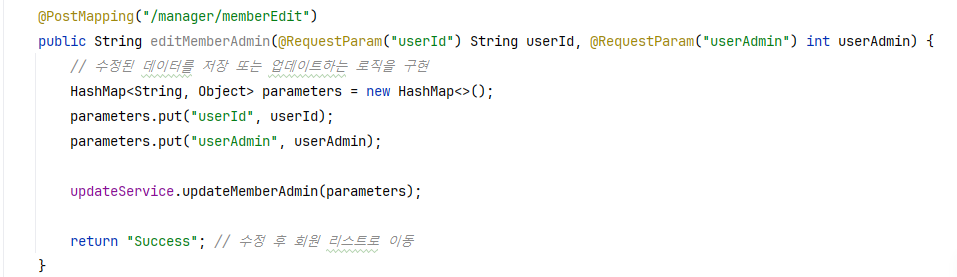 @PostMapping("/manager/memberEdit")
public String editMemberAdmin(@RequestParam("userId") String userId, @RequestParam("userAdmin") int userAdmin) {
    // 수정된 데이터를 저장 또는 업데이트하는 로직을 구현
    HashMap<String, Object> parameters = new HashMap<>();
    parameters.put("userId", userId);
    parameters.put("userAdmin", userAdmin);

    updateService.updateMemberAdmin(parameters);

    return "Success"; // 수정 후 회원 리스트로 이동
}